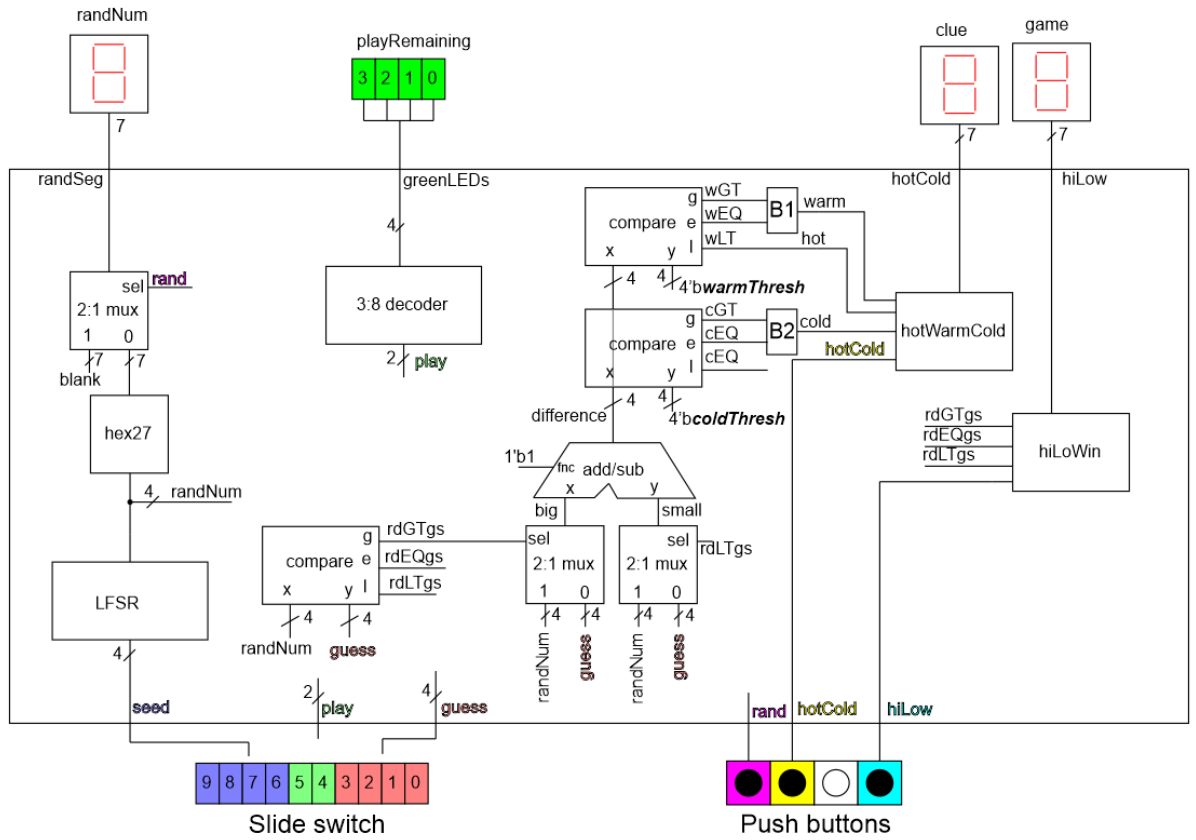 randNum
playRemaining
clue
game
3 2 1 0
7
7
7
randSeg
greenLEDs
hotCold
hiLow
4
compare
x
y
g
e
l
wGT
wEQ
wLT
B1
warm
hot
4
4
4'bwarmThresh
sel
rand
2:1 mux
1
0
7
7
blank
3:8 decoder
2
play
compare
x
y
g
e
l
cGT
cEQ
cEQ
B2
cold
hotCold
hotWarmCold
4
4
4'bcoldThresh
difference
hex27
1'b1
fnc
add/sub
x
y
rdGTgs
rdEQgs
rdLTgs
hiLoWin
4
randNum
big
small
LFSR
4
compare
x
y
g
e
l
rdGTgs
rdEQgs
rdLTgs
4
4
randNum
guess
sel
2:1 mux
1
0
4
4
randNum
guess
sel
rdLTgs
2:1 mux
1
0
4
4
randNum
guess
seed
2
play
4
guess
rand
hotCold
hiLow
9 8 7 6 5 4 3 2 1 0
Slide switch
Push buttons